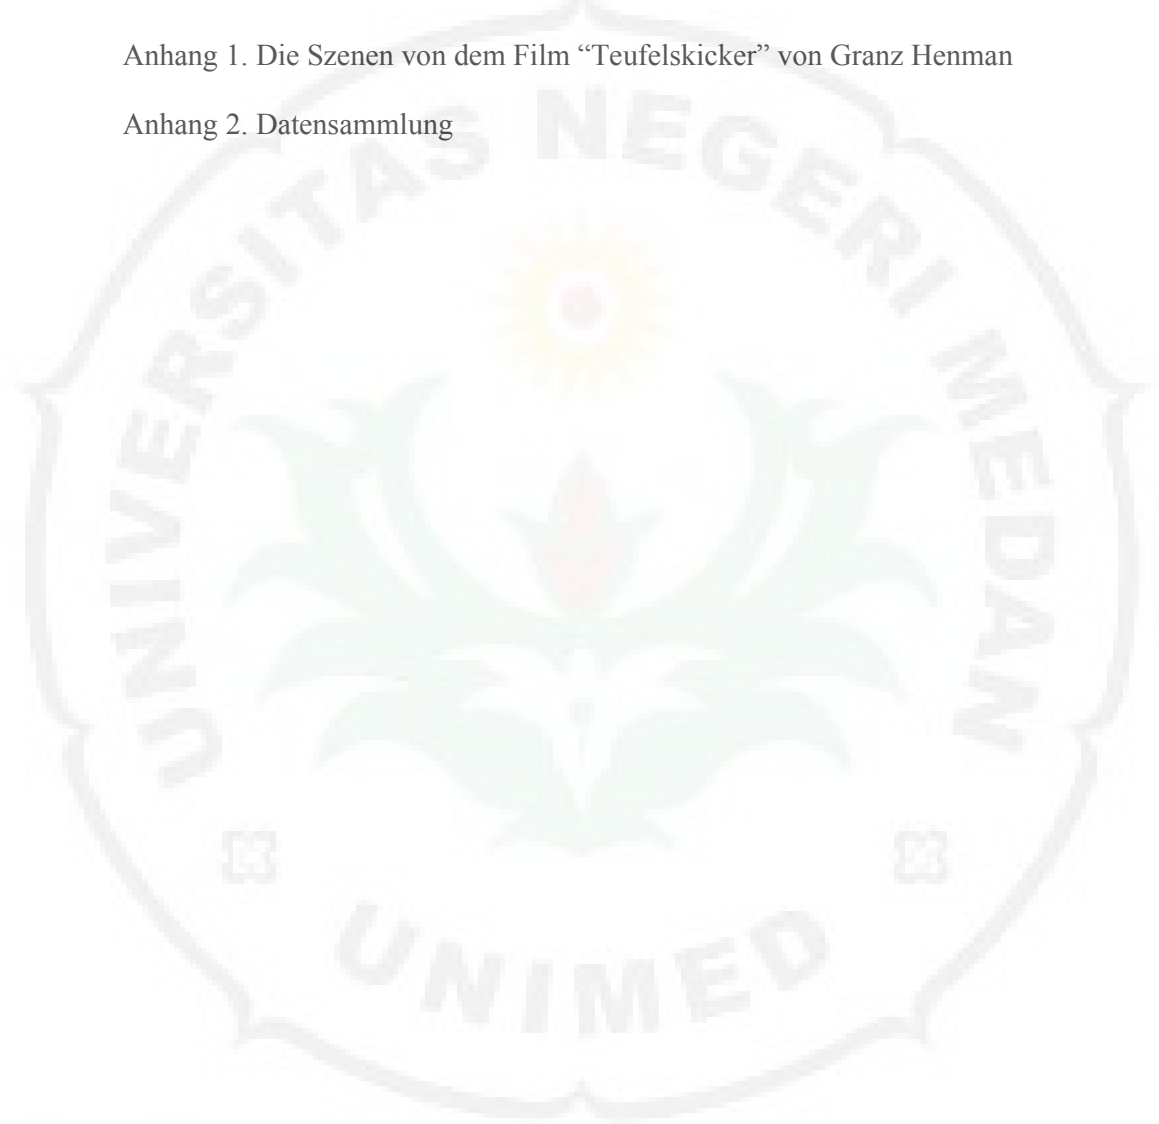 Anhang 1. Die Szenen von dem Film “Teufelskicker” von Granz Henman
Anhang 2. Datensammlung
UNIVERSITAS NEGERI MEDAN
UNIMED